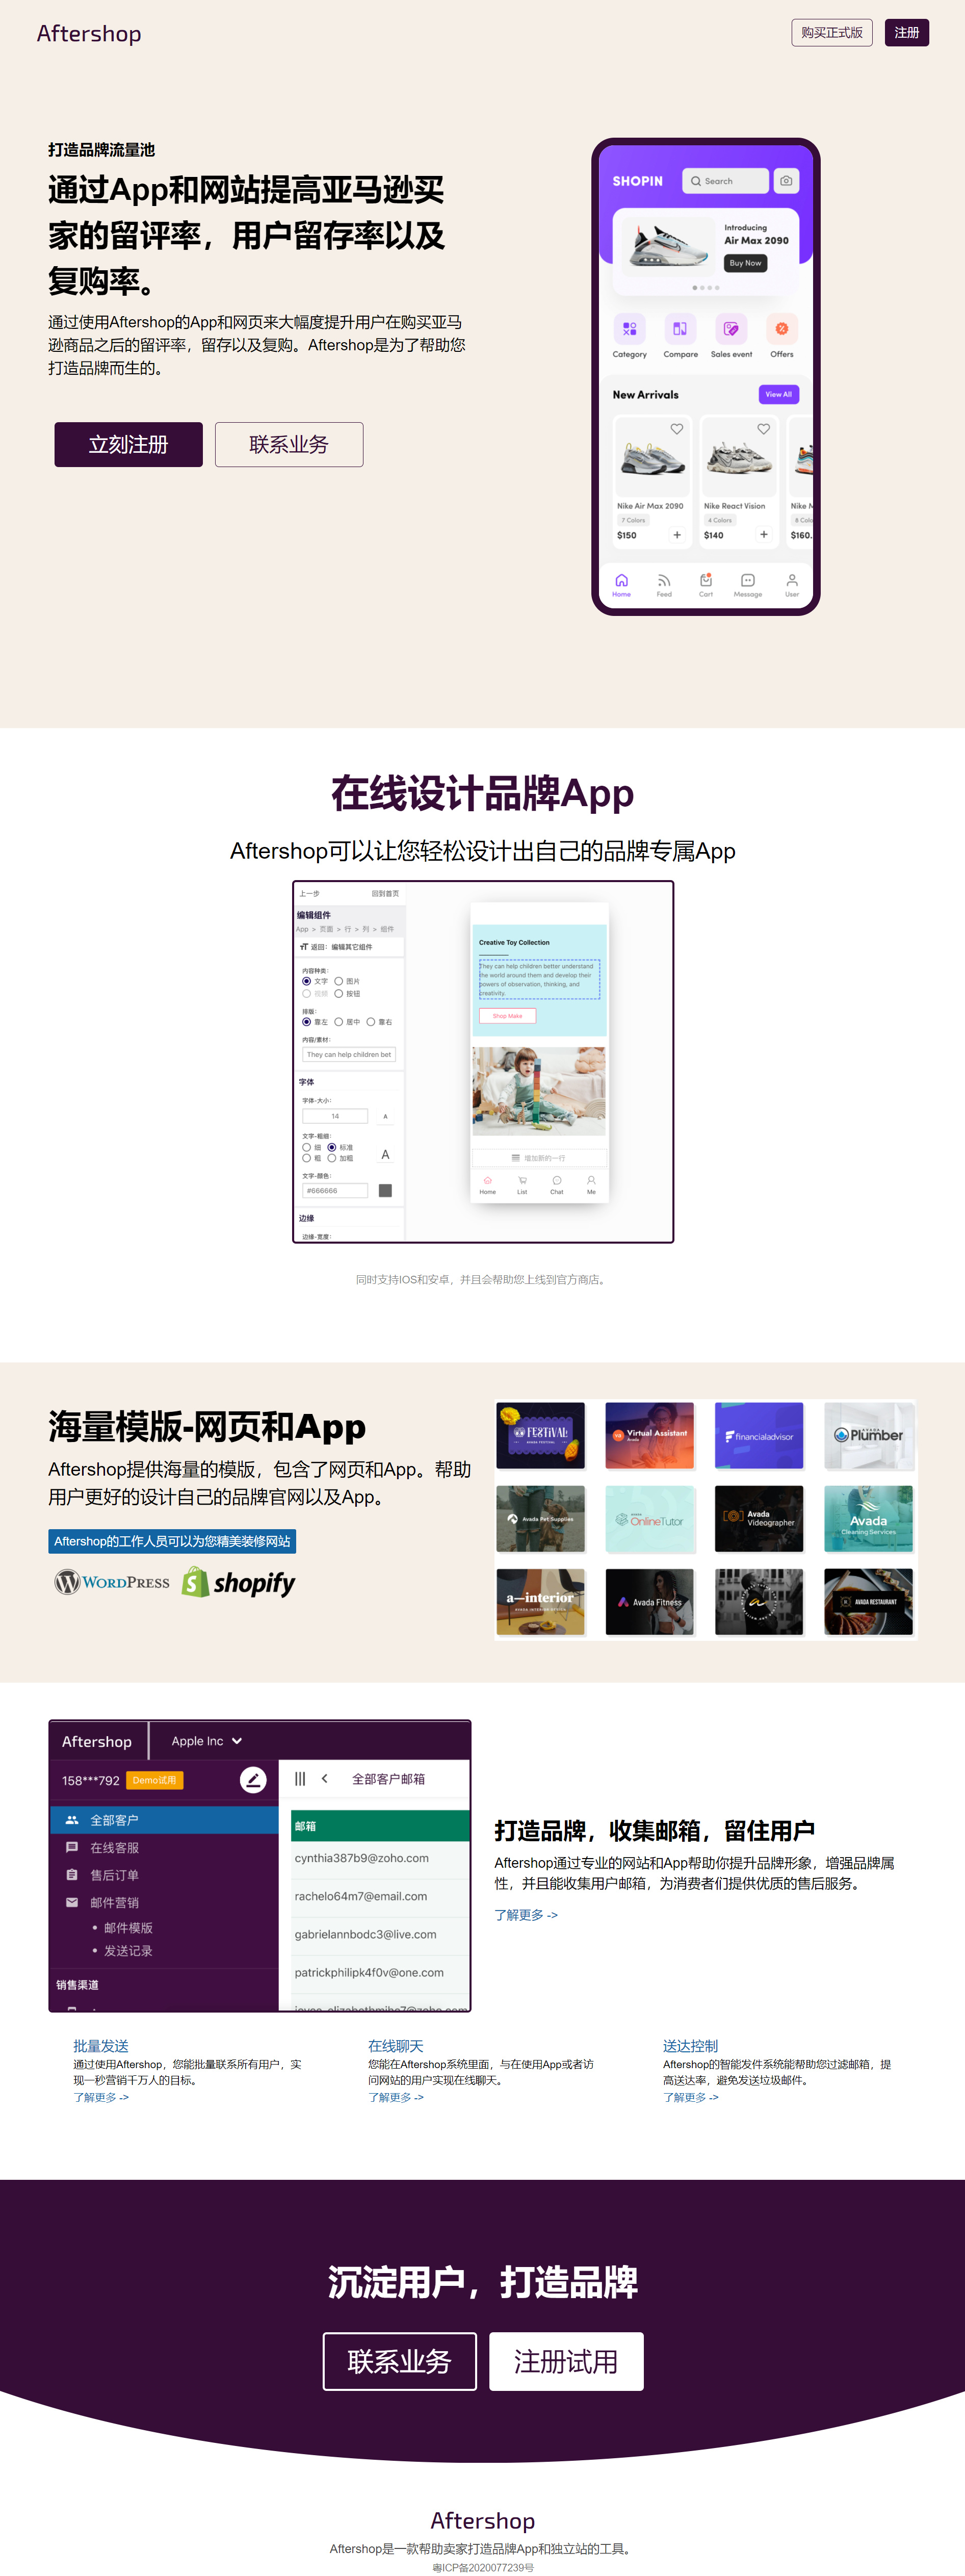 Aftershop
购买正式版
注册
打造品牌流量池
通过App和网站提高亚马逊买
家的留评率，用户留存率以及
复购率。
通过使用Aftershop的App和网页来大幅度提升用户在购买亚马
逊商品之后的留评率，留存以及复购。Aftershop是为了帮助您
打造品牌而生的。
立刻注册
联系业务
SHOPIN
Search
Introducing
Air Max 2090
Buy Now
Category
Compare
Sales event
Offers
New Arrivals
View All
Nike Air Max 2090
Nike React Vision
Nike M
7 Colors
4 Colors
8 Colo
$150
$140
$160.
Home
Feed
Cart
Message
User
在线设计品牌App
Aftershop可以让您轻松设计出自己的品牌专属App
上一步
回到首页
编辑组件
App > 页面 > 行 > 列 > 组件
返回：编辑其它组件
内容种类：
文字
图片
视频
按钮
排版：
靠左
居中
靠右
内容/素材：
They can help children bet
字体
字体-大小：
14
A
文字-粗细：
细
标准
粗
加粗
A
文字-颜色：
#666666
边缘
边缘-宽度：
Creative Toy Collection
They can help children better understand
the world around them and develop their
powers of observation, thinking, and
creativity.
Shop Make
增加新的一行
Home
List
Chat
Me
同时支持IOS和安卓，并且会帮助您上线到官方商店。
海量模版-网页和App
Aftershop提供海量的模版，包含了网页和App。帮助
用户更好的设计自己的品牌官网以及App。
Aftershop的工作人员可以为您精美装修网站
WORDPRESS
shopify
FESTIVAL
AVADA FESTIVAL
va
Virtual Assistant
Avada
financialadvisor
AVADA
Plumber
Avada Pet Supplies
AVADA
OnlineTutor
Avada
Videographer
Avada
Cleaning Services
a—interior
AVADA INTERIOR DESIGN
Avada Fitness
AVADA RESTAURANT
Aftershop
Apple Inc
158***792
Demo试用
全部客户
在线客服
售后订单
邮件营销
邮件模版
发送记录
销售渠道
全部客户邮箱
邮箱
cynthia387b9@zoho.com
rachelo64m7@email.com
gabrielannbodc3@live.com
patrickphilipk4f0v@one.com
打造品牌，收集邮箱，留住用户
Aftershop通过专业的网站和App帮助你提升品牌形象，增强品牌属
性，并且能收集用户邮箱，为消费者们提供优质的售后服务。
了解更多 ->
批量发送
通过使用Aftershop，您能批量联系所有用户，实
现一秒营销千万人的目标。
了解更多 ->
在线聊天
您能在Aftershop系统里面，与在使用App或者访
问网站的用户实现在线聊天。
了解更多 ->
送达控制
Aftershop的智能发件系统能帮助您过滤邮箱，提
高送达率，避免发送垃圾邮件。
了解更多 ->
沉淀用户，打造品牌
联系业务
注册试用
Aftershop
Aftershop是一款帮助卖家打造品牌App和独立站的工具。
粤ICP备2020077239号